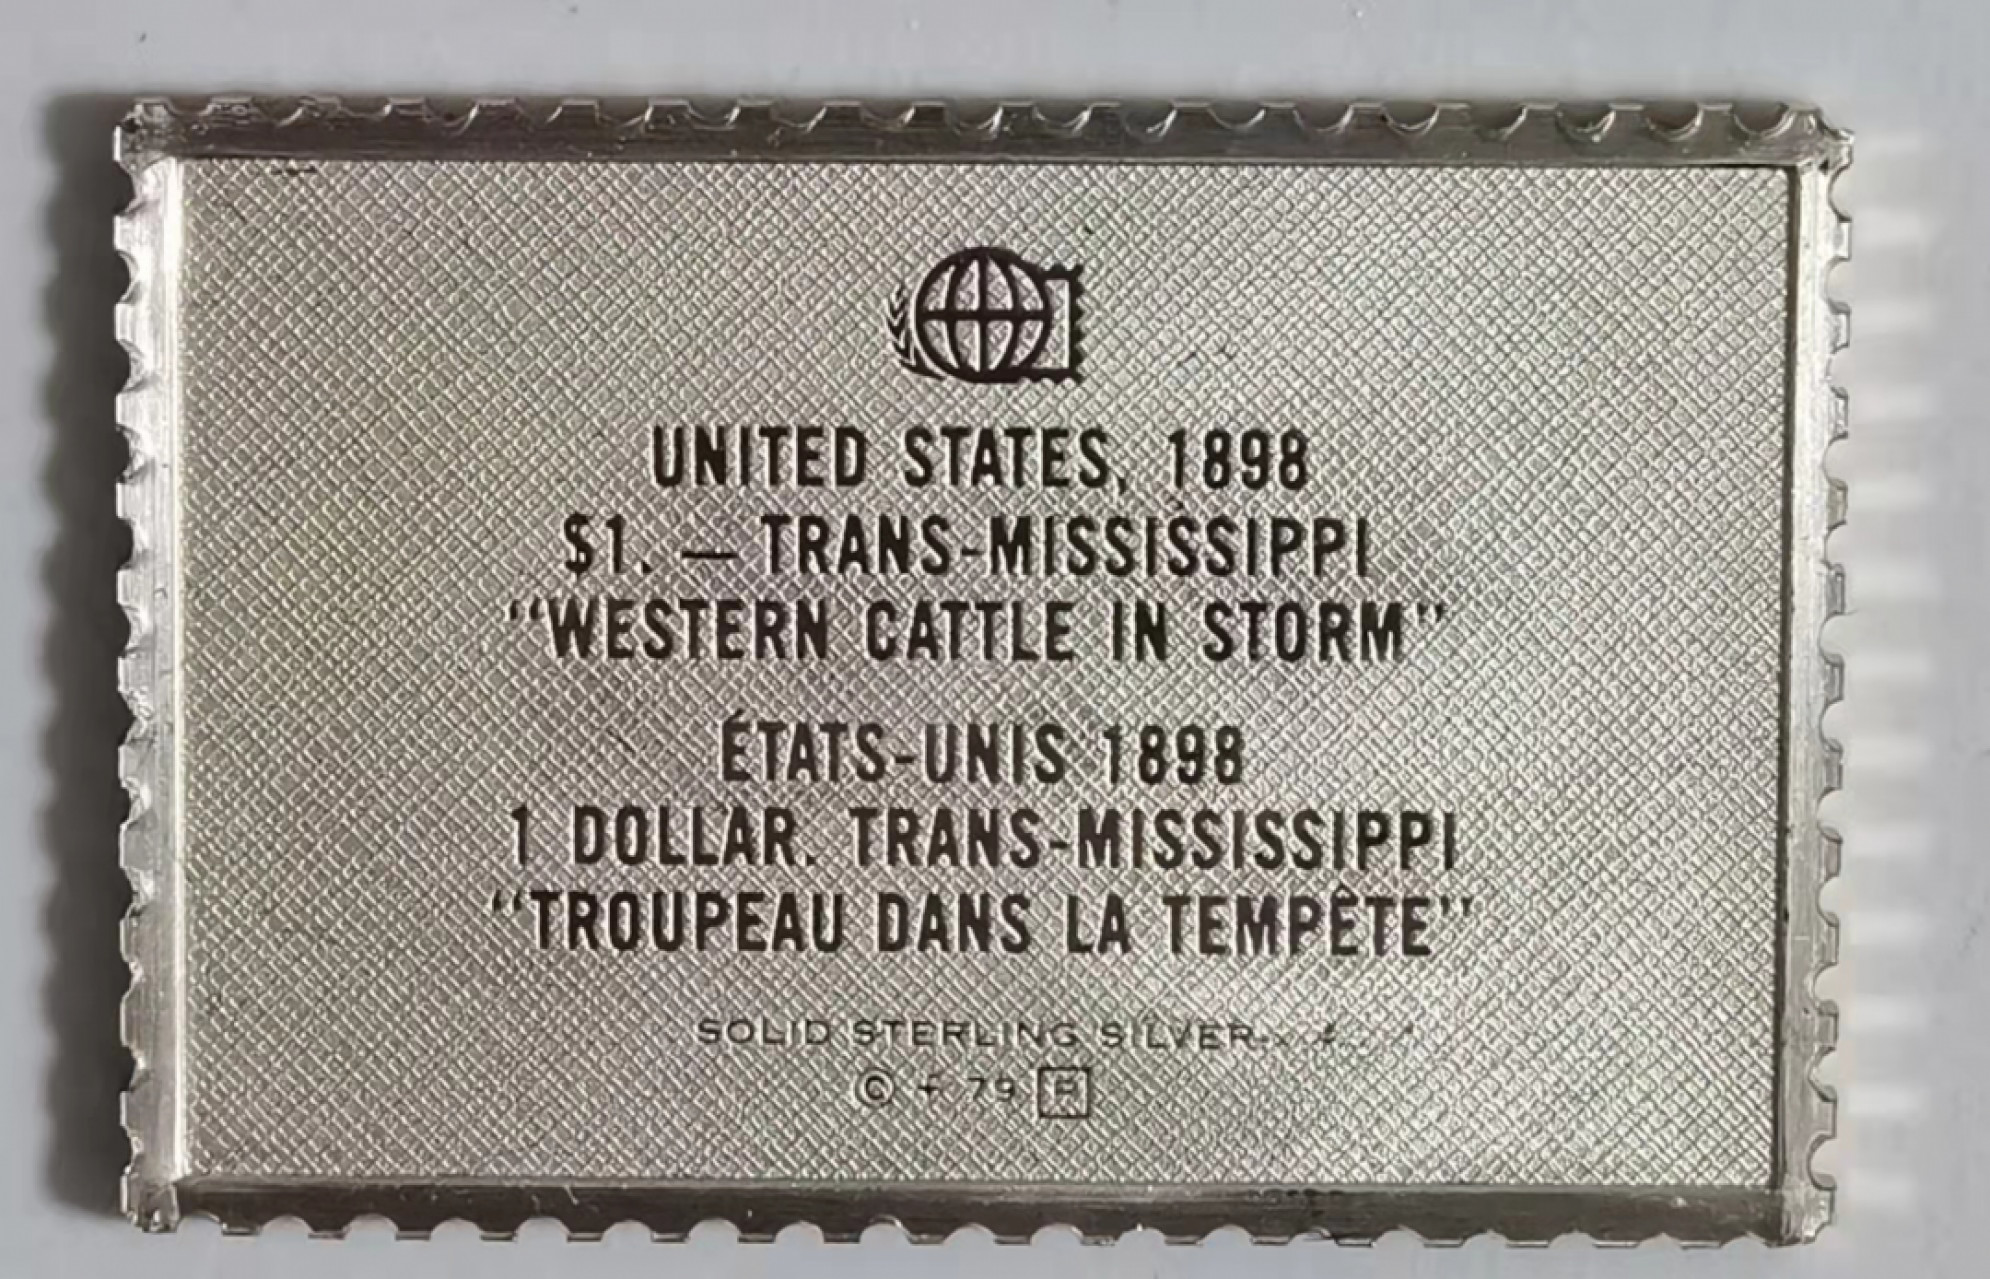 UNITED STATES, 1898
$1. — TRANS-MISSISSIPPI
“WESTERN CATTLE IN STORM”
ÉTATS-UNIS 1898
1 DOLLAR. TRANS-MISSISSIPPI
“TROUPEAU DANS LA TEMPÊTE”
SOLID STERLING SILVER
© 79